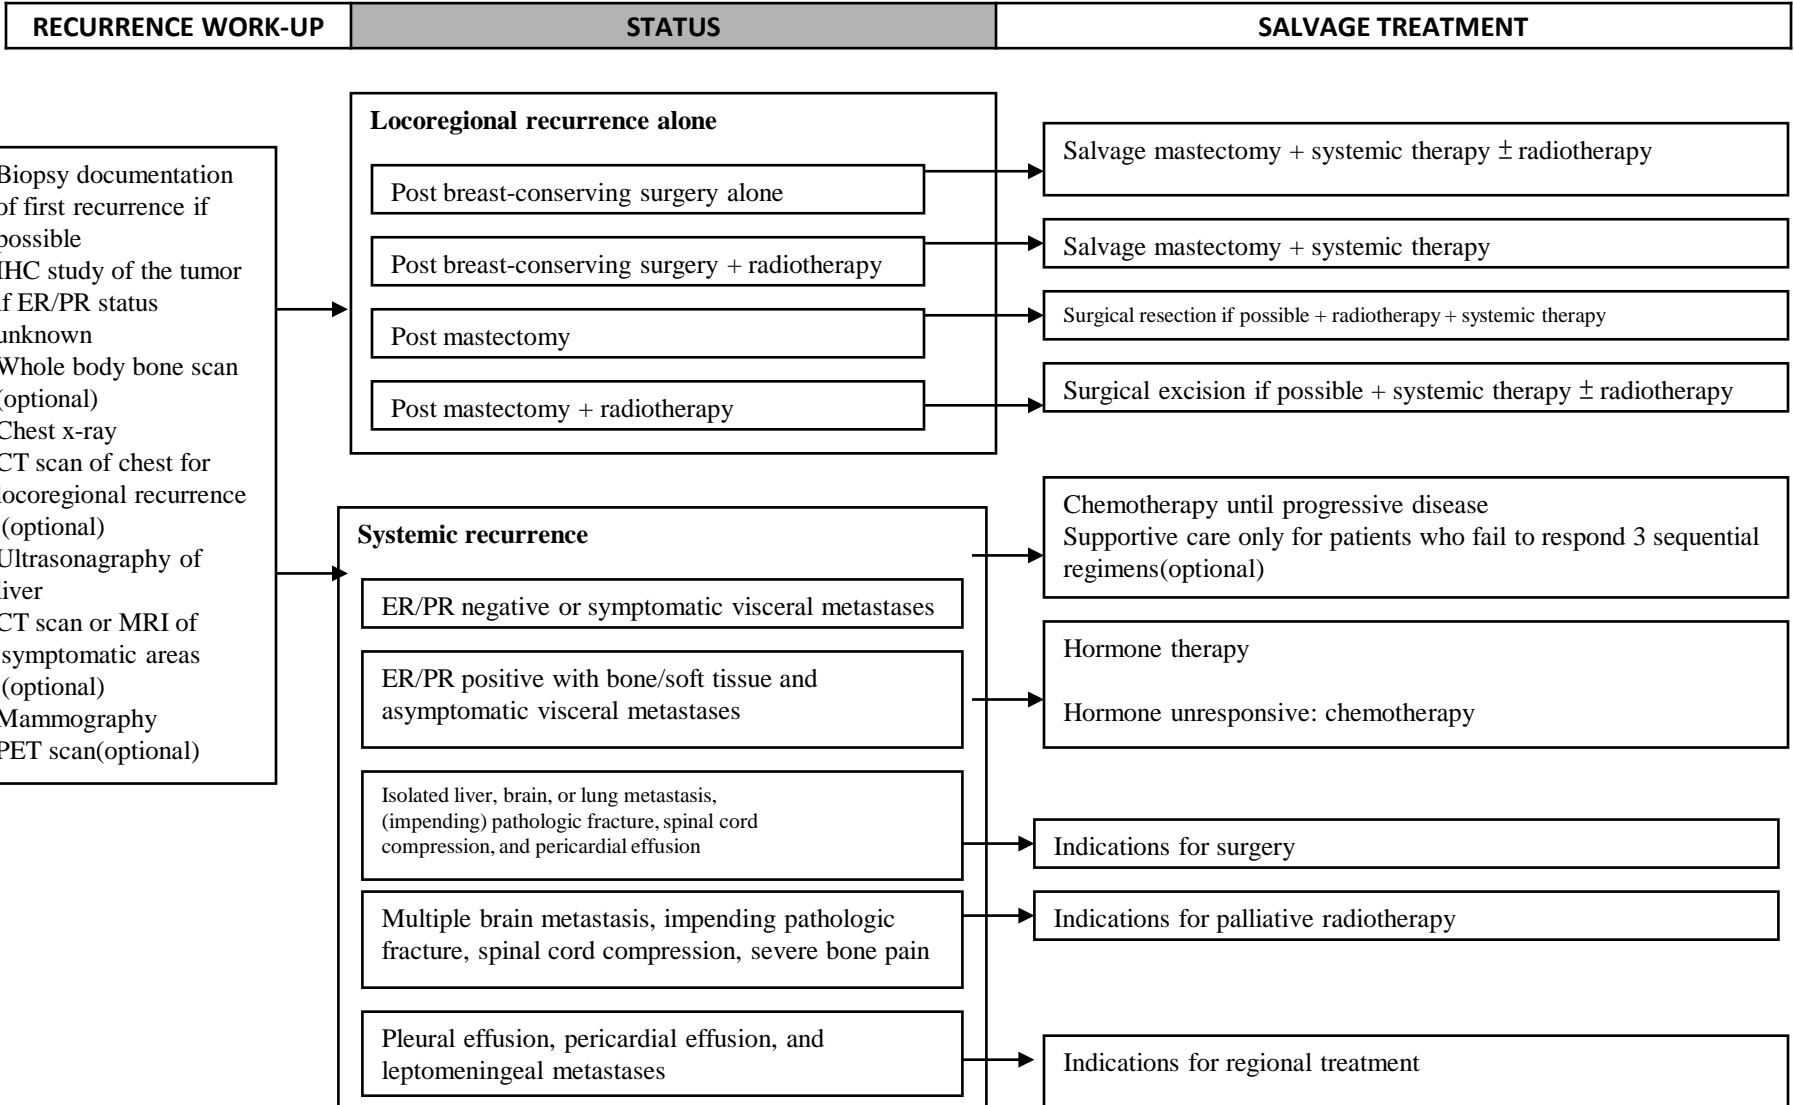 RECURRENCE WORK-UP
STATUS
SALVAGE TREATMENT
Biopsy documentation
of first recurrence if
possible
IHC study of the tumor
if ER/PR status
unknown
Whole body bone scan
(optional)
Chest x-ray
CT scan of chest for
locoregional recurrence
(optional)
Ultrasonagraphy of
liver
CT scan or MRI of
symptomatic areas
(optional)
Mammography
PET scan(optional)
Locoregional recurrence alone
Post breast-conserving surgery alone
Salvage mastectomy + systemic therapy ± radiotherapy
Post breast-conserving surgery + radiotherapy
Salvage mastectomy + systemic therapy
Post mastectomy
Surgical resection if possible + radiotherapy + systemic therapy
Post mastectomy + radiotherapy
Surgical excision if possible + systemic therapy ± radiotherapy
Systemic recurrence
ER/PR negative or symptomatic visceral metastases
Chemotherapy until progressive disease
Supportive care only for patients who fail to respond 3 sequential
regimens(optional)
ER/PR positive with bone/soft tissue and
asymptomatic visceral metastases
Hormone therapy
Hormone unresponsive: chemotherapy
Isolated liver, brain, or lung metastasis,
(impending) pathologic fracture, spinal cord
compression, and pericardial effusion
Indications for surgery
Multiple brain metastasis, impending pathologic
fracture, spinal cord compression, severe bone pain
Indications for palliative radiotherapy
Pleural effusion, pericardial effusion, and
leptomeningeal metastases
Indications for regional treatment